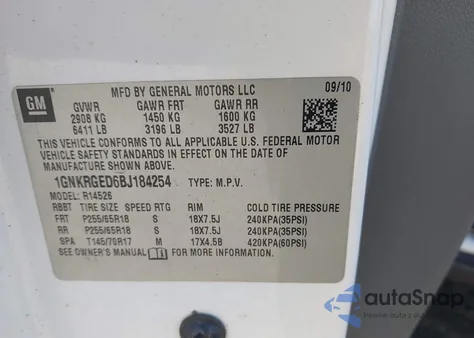 GM
MFD BY GENERAL MOTORS LLC 09/10
GVWR GAWR FRT GAWR RR
2908 KG 1450 KG 1600 KG
6411 LB 3196 LB 3527 LB
THIS VEHICLE CONFORMS TO ALL APPLICABLE U.S. FEDERAL MOTOR
VEHICLE SAFETY STANDARDS IN EFFECT ON THE DATE OF
MANUFACTURE SHOWN ABOVE.
1GNKRGED6BJ184254 TYPE: M.P.V.
MODEL: R14526
RBBB TIRE SIZE SPEED RTG RIM COLD TIRE PRESSURE
FRT P255/65R18 S 18X7.5J 240KPA(35PSI)
RR P255/65R18 S 18X7.5J 240KPA(35PSI)
SPA T145/70R17 M 17X4.5B 420KPA(60PSI)
SEE OWNER'S MANUAL FOR MORE INFORMATION.
autoSnap